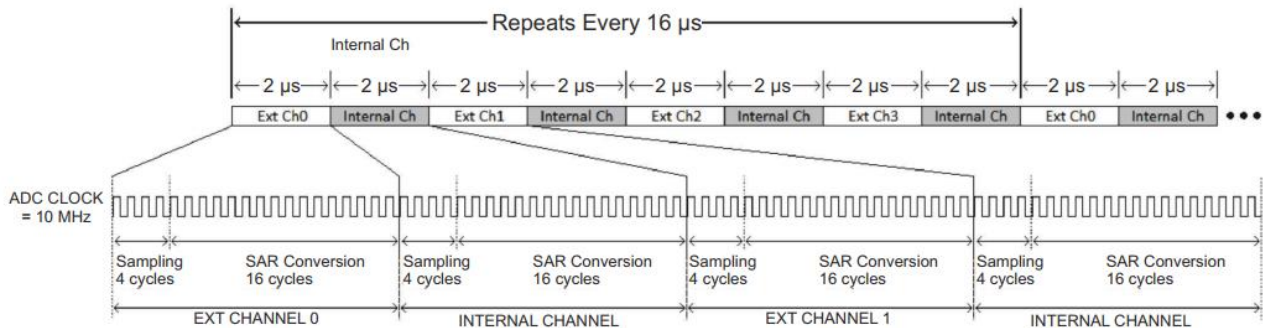 Repeats Every 16 µs
Internal Ch
2 µs 2 µs 2 µs 2 µs 2 µs 2 µs 2 µs 2 µs 2 µs 2 µs
Ext Ch0 Internal Ch Ext Ch1 Internal Ch Ext Ch2 Internal Ch Ext Ch3 Internal Ch Ext Ch0 Internal Ch
ADC CLOCK
= 10 MHz
Sampling SAR Conversion Sampling SAR Conversion Sampling SAR Conversion Sampling SAR Conversion
4 cycles 16 cycles 4 cycles 16 cycles 4 cycles 16 cycles 4 cycles 16 cycles
EXT CHANNEL 0 INTERNAL CHANNEL EXT CHANNEL 1 INTERNAL CHANNEL